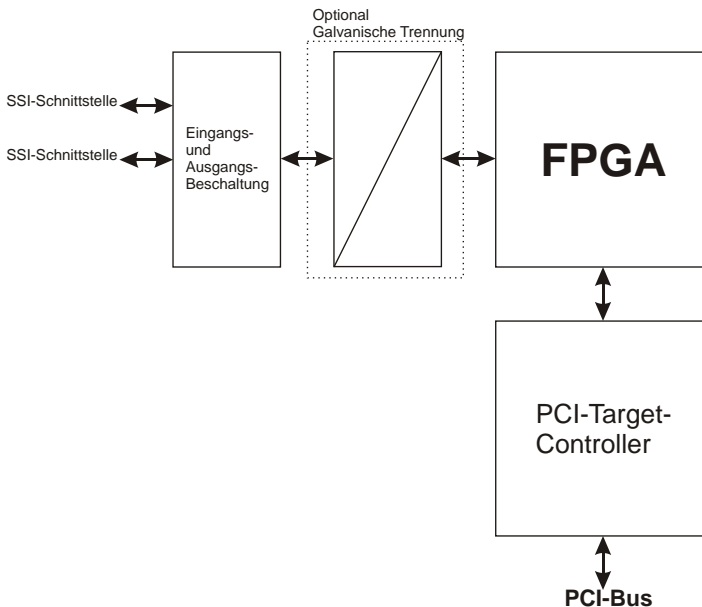 Optional
Galvanische Trennung
SSI-Schnittstelle
SSI-Schnittstelle
Eingangs-
und
Ausgangs-
Beschaltung
FPGA
PCI-Target-
Controller
PCI-Bus